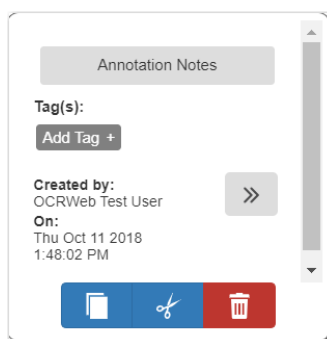 Annotation Notes
Tag(s):
Add Tag +
Created by:
OCRWeb Test User
On:
Thu Oct 11 2018
1:48:02 PM